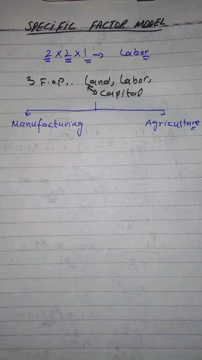 SPECIFIC FACTOR MODEL
2 × 2 × 1 → Labor
3 F.o.P,. Land, Labor,
Capital
Manufacturing Agriculture